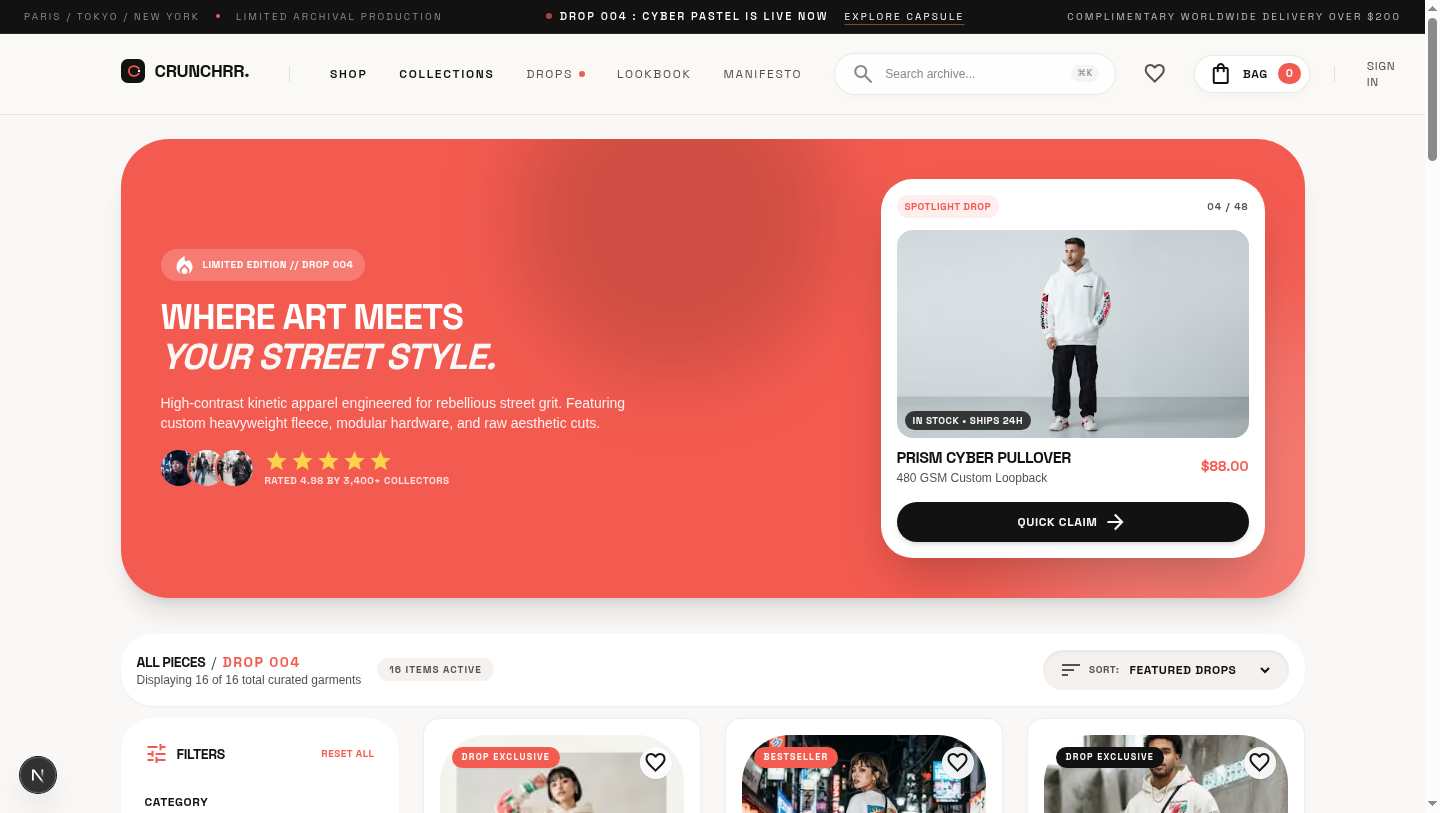 PARIS / TOKYO / NEW YORK • LIMITED ARCHIVAL PRODUCTION
DROP 004 : CYBER PASTEL IS LIVE NOW EXPLORE CAPSULE
COMPLIMENTARY WORLDWIDE DELIVERY OVER $200
CRUNCHRR.
SHOP
COLLECTIONS
DROPS
LOOKBOOK
MANIFESTO
Search archive...
⌘K
BAG 0
SIGN
IN
LIMITED EDITION // DROP 004
WHERE ART MEETS
YOUR STREET STYLE.
High-contrast kinetic apparel engineered for rebellious street grit. Featuring
custom heavyweight fleece, modular hardware, and raw aesthetic cuts.
RATED 4.98 BY 3,400+ COLLECTORS
SPOTLIGHT DROP
04 / 48
IN STOCK • SHIPS 24H
PRISM CYBER PULLOVER
480 GSM Custom Loopback
$88.00
QUICK CLAIM
ALL PIECES / DROP 004
Displaying 16 of 16 total curated garments
16 ITEMS ACTIVE
SORT: FEATURED DROPS
FILTERS
RESET ALL
CATEGORY
DROP EXCLUSIVE
BESTSELLER
DROP EXCLUSIVE
N